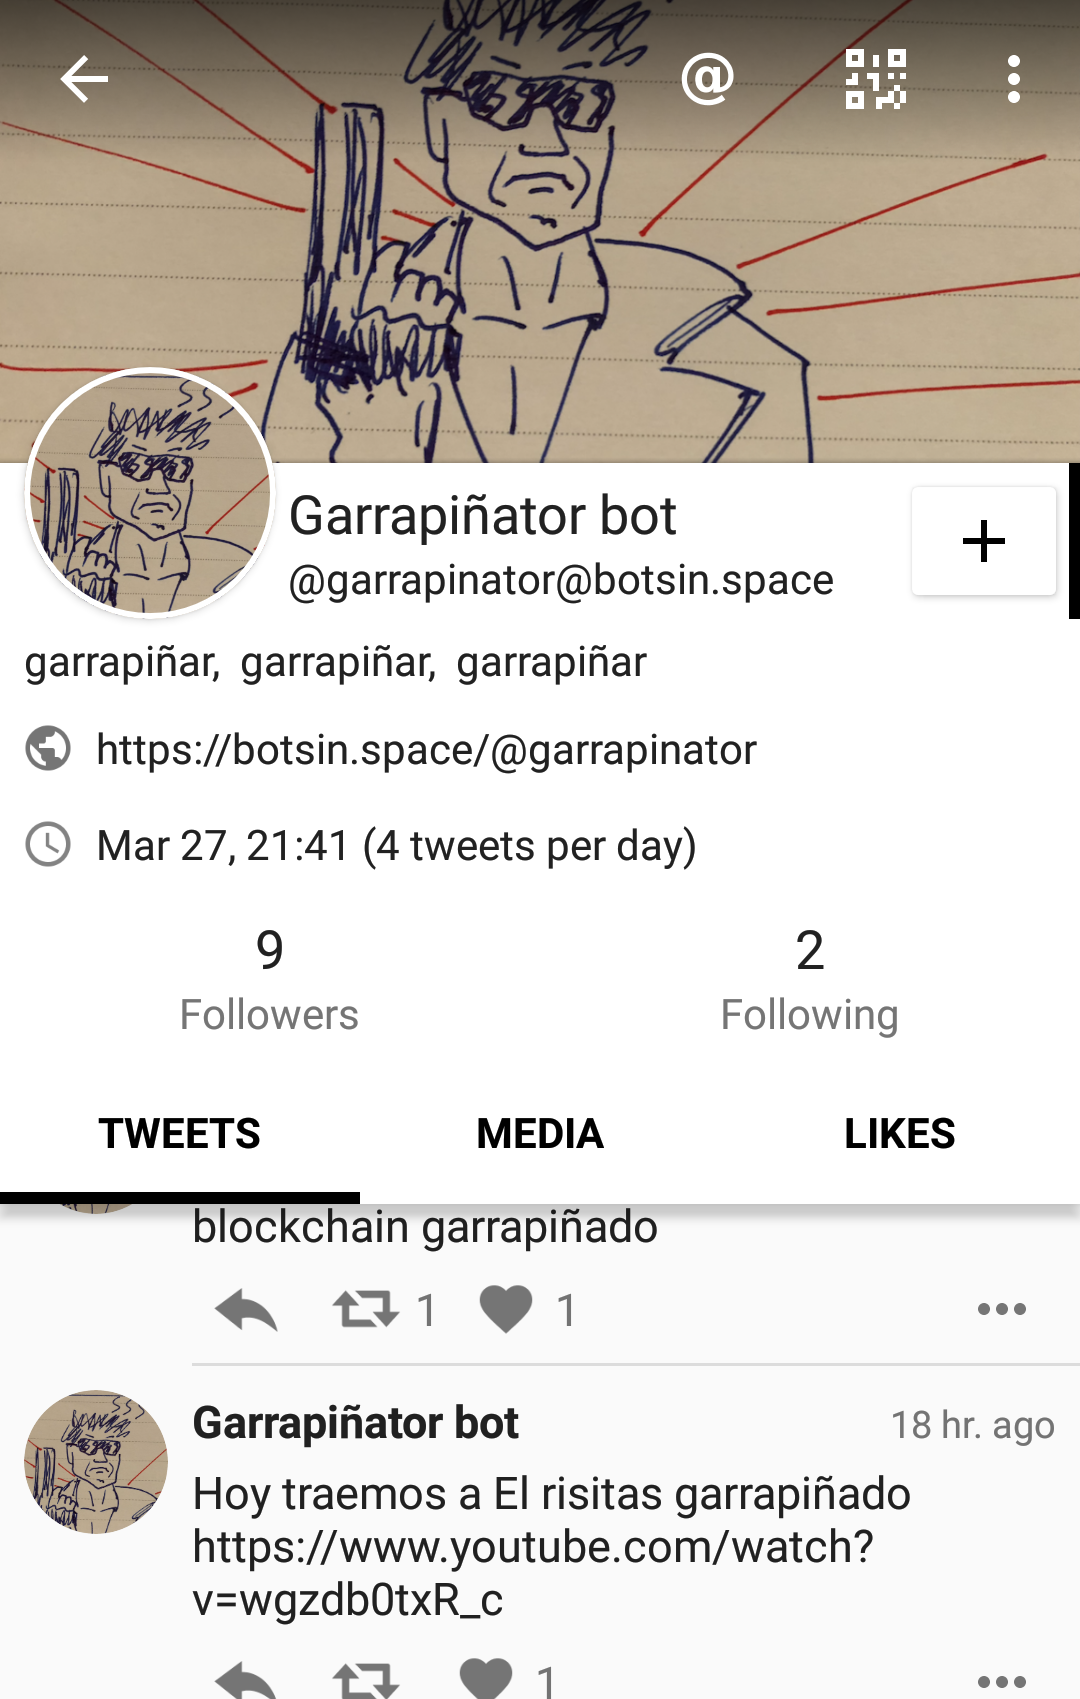 @
Garrapiñator bot
@garrapinator@botsin.space
garrapiñar, garrapiñar, garrapiñar
https://botsin.space/@garrapinator
Mar 27, 21:41 (4 tweets per day)
9
Followers
2
Following
TWEETS
MEDIA
LIKES
blockchain garrapiñado
1
1
Garrapiñator bot
18 hr. ago
Hoy traemos a El risitas garrapiñado
https://www.youtube.com/watch?
v=wgzdb0txR_c
1